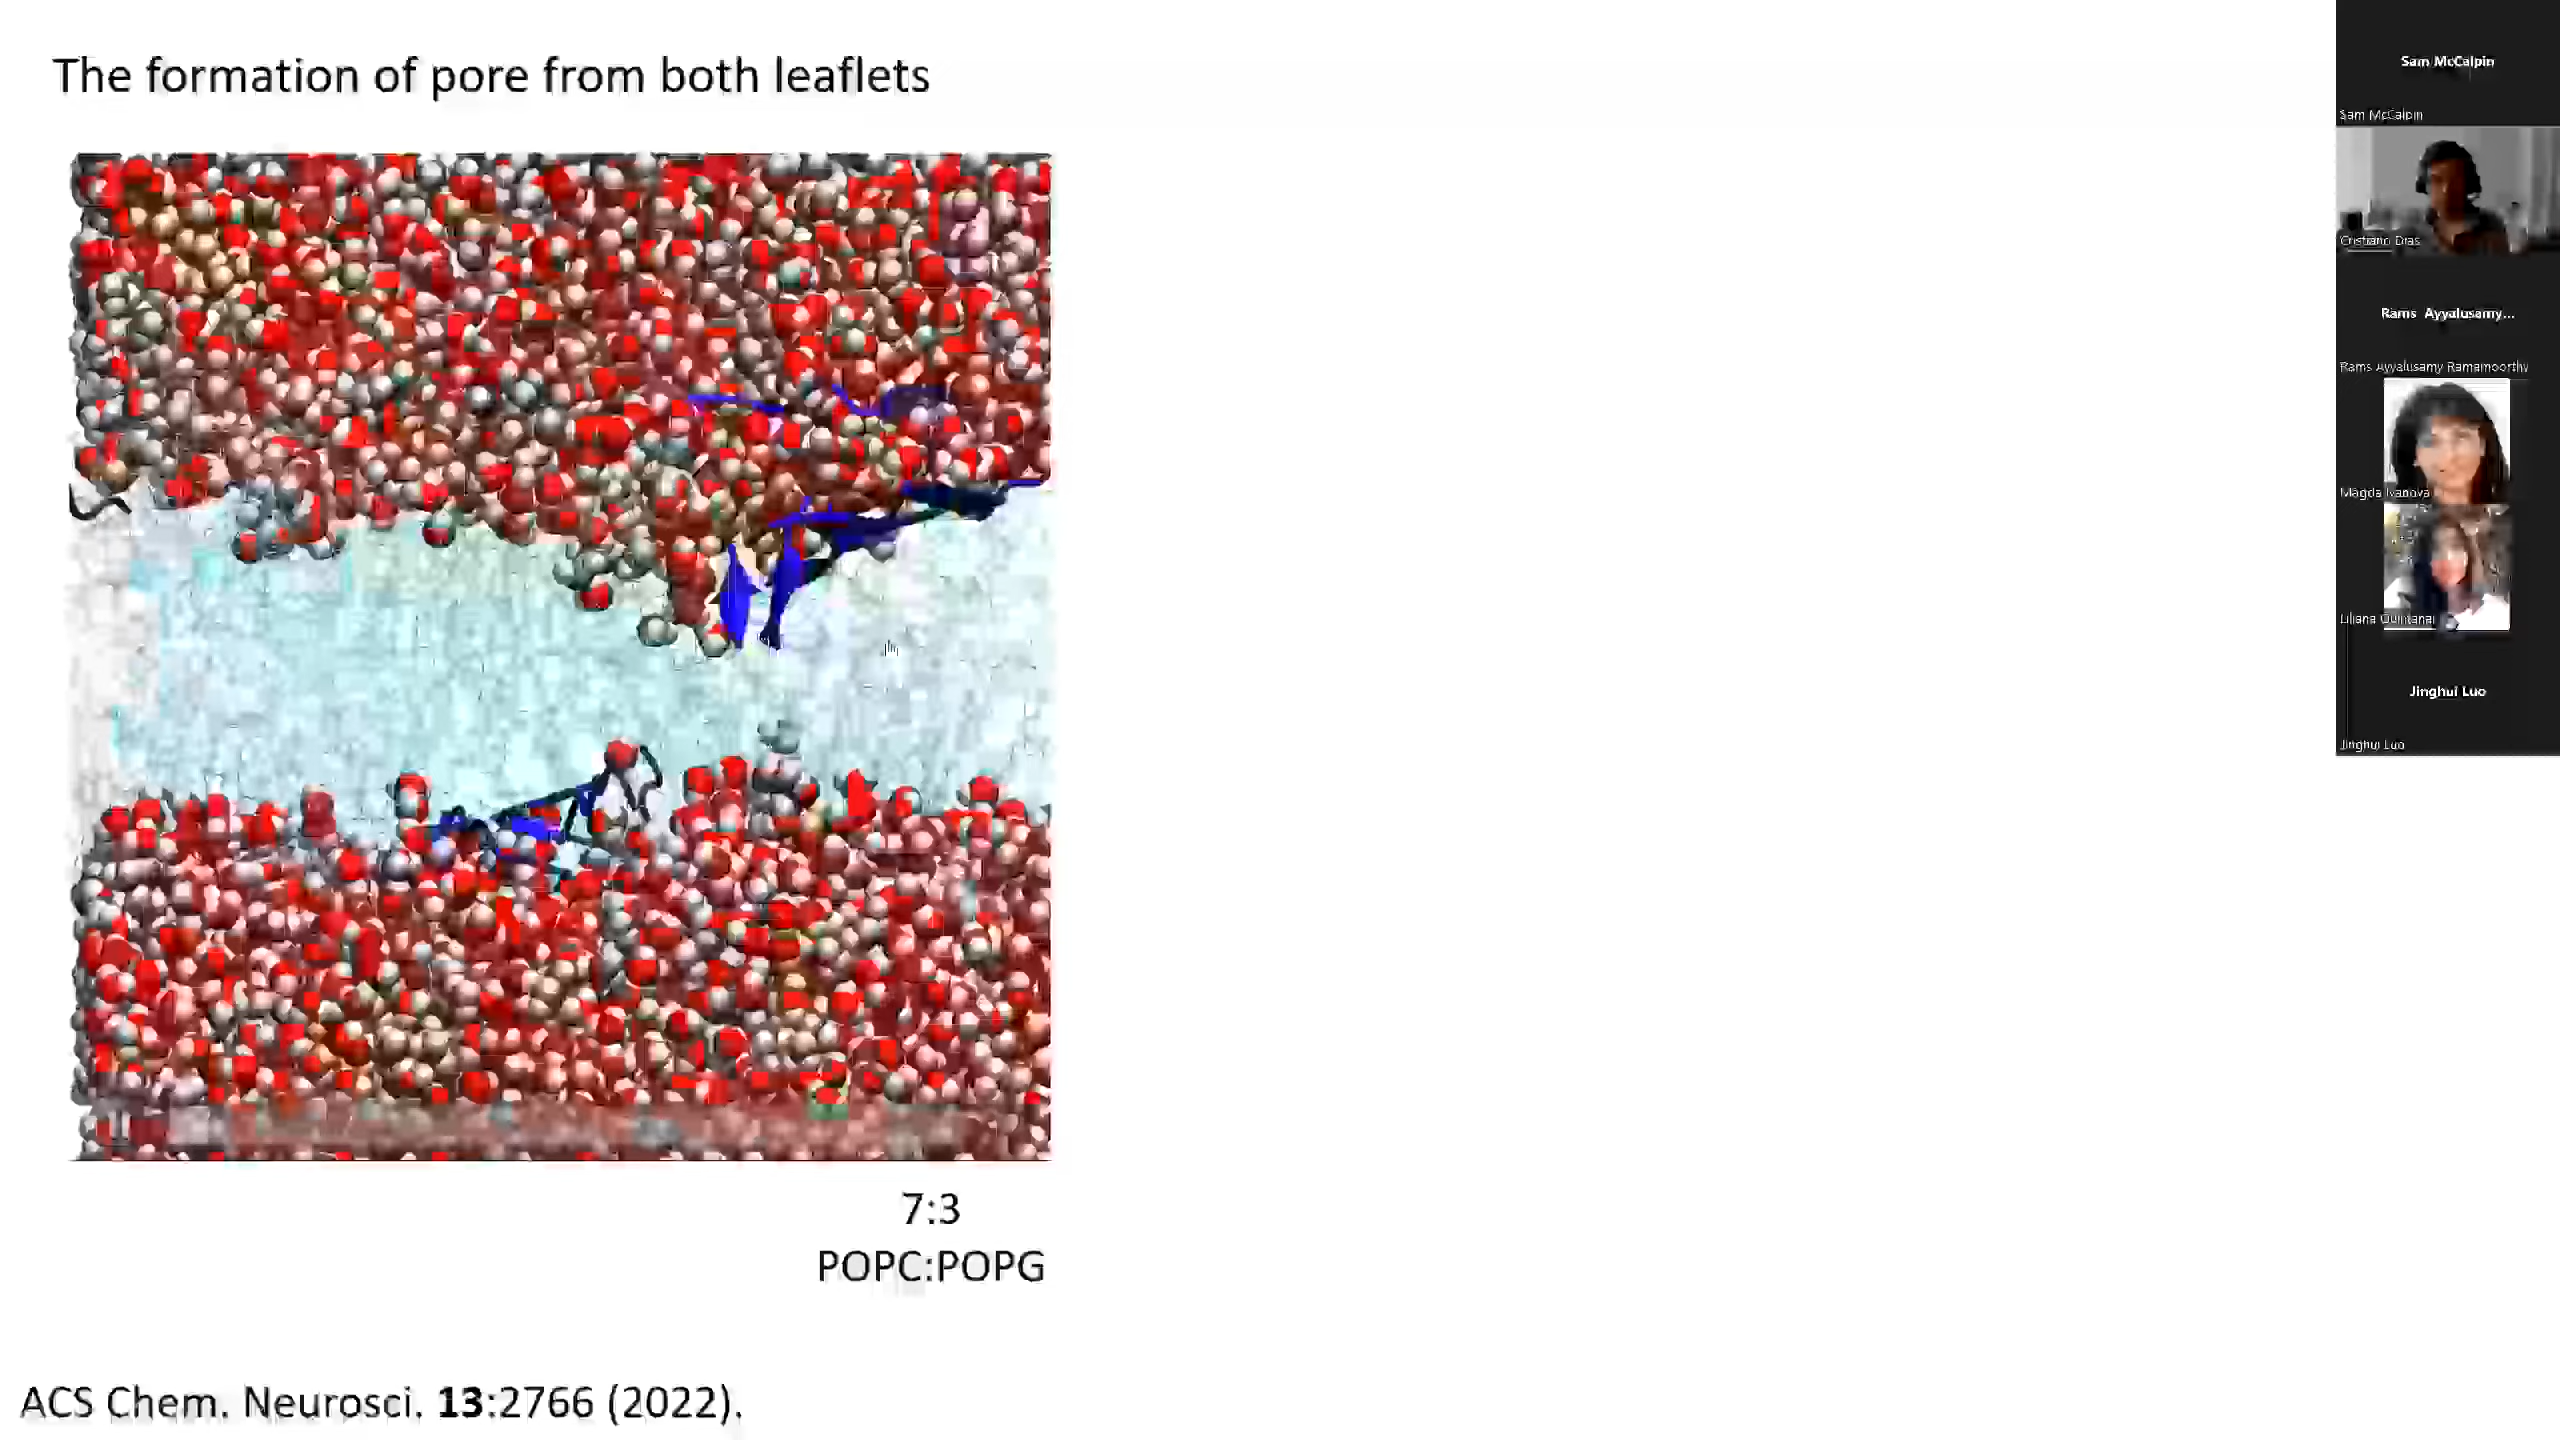 The formation of pore from both leaflets
7:3
POPC:POPG
ACS Chem. Neurosci. 13:2766 (2022).
Sam McCalpin
Sam McCalpin
Cristiano Dias
Rams Ayyalusamy...
Rams Ayyalusamy Ramamoorthy
Magda Ivanova
Liliana Quintanar
Jinghui Luo
Jinghui Luo